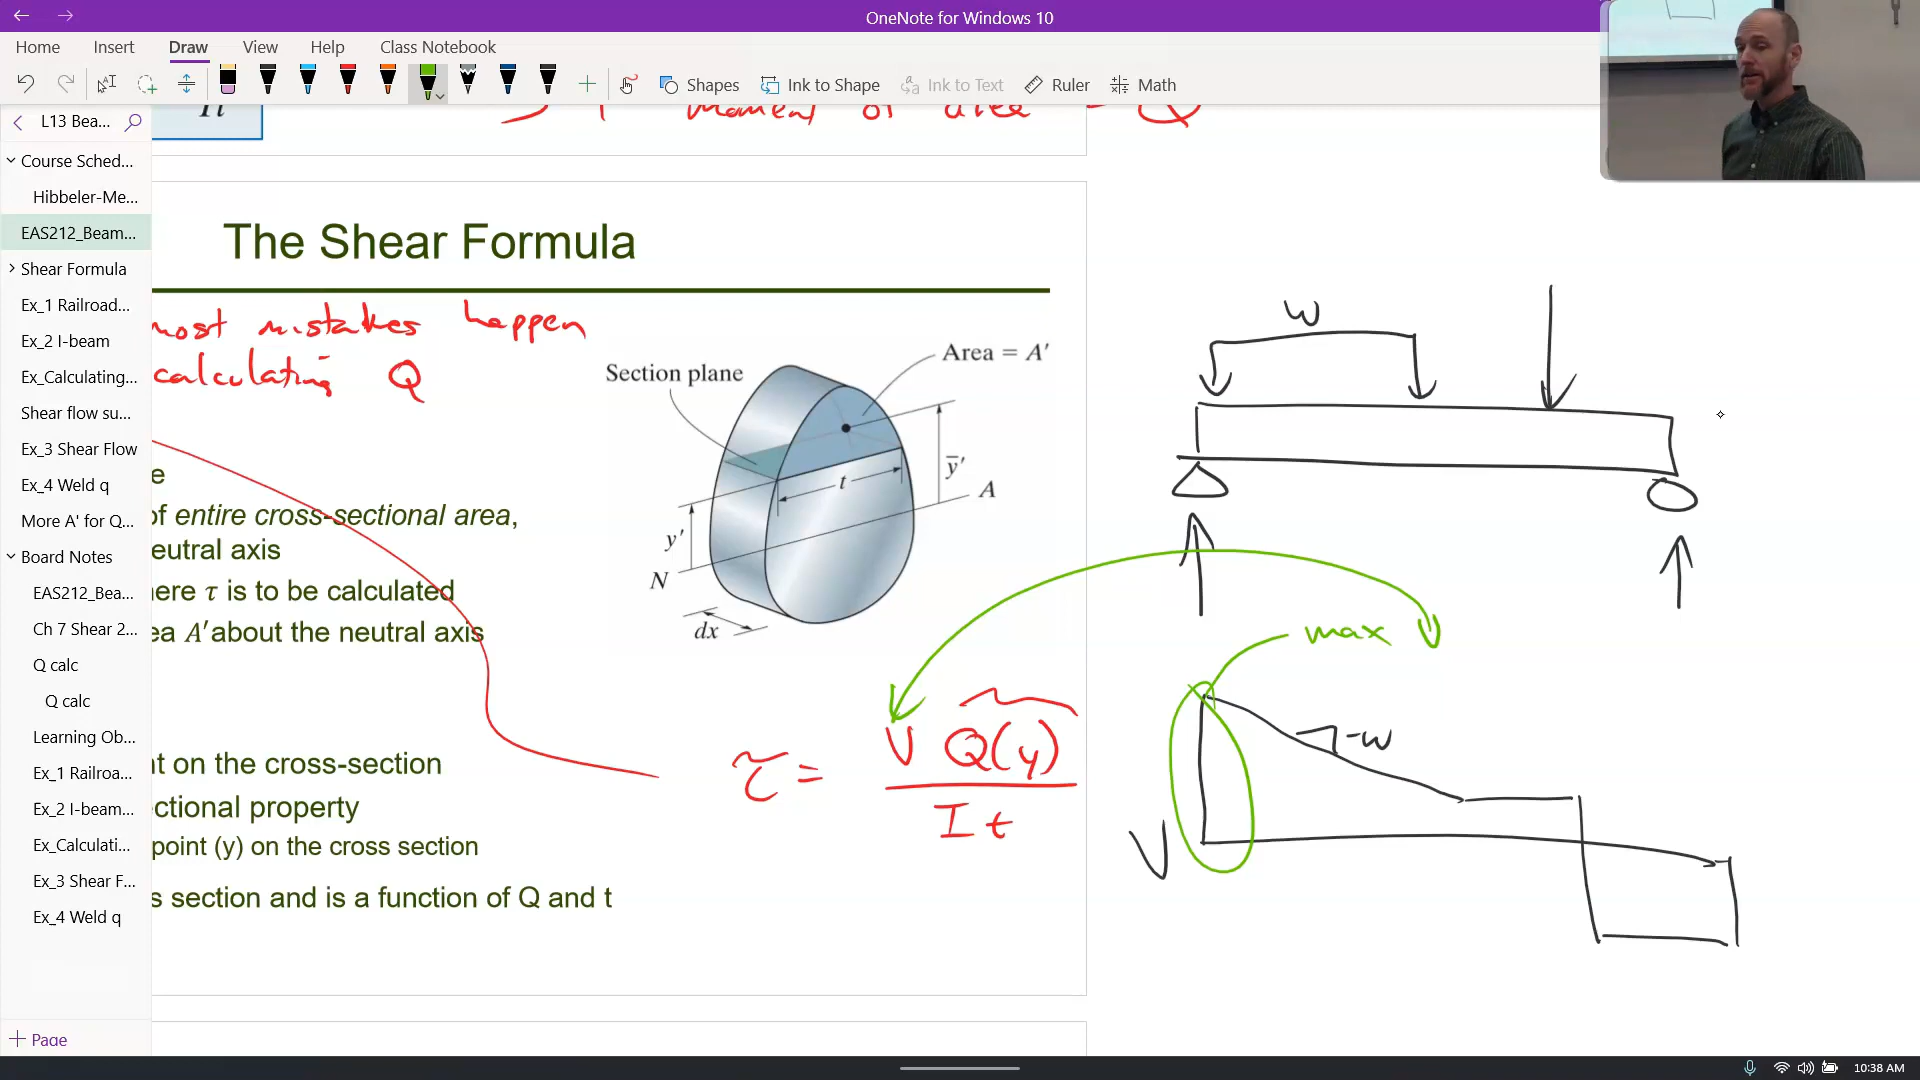 OneNote for Windows 10
Home Insert Draw View Help Class Notebook
Shapes Ink to Shape Ink to Text Ruler Math
L13 Bea...
Course Sched...
Hibbeler-Me...
EAS212_Beam...
Shear Formula
Ex_1 Railroad...
Ex_2 I-beam
Ex_Calculating...
Shear flow su...
Ex_3 Shear Flow
Ex_4 Weld q
More A' for Q...
Board Notes
EAS212_Bea...
Ch 7 Shear 2...
Q calc
Q calc
Learning Ob...
Ex_1 Railroa...
Ex_2 I-beam...
Ex_Calculati...
Ex_3 Shear F...
Ex_4 Weld q
Page
moment of area = Q
The Shear Formula
most mistakes happen
calculating Q
Section plane
Area = A'
t
y̅'
A
y'
N
dx
e
of entire cross-sectional area,
eutral axis
here τ is to be calculated
ea A' about the neutral axis
nt on the cross-section
ectional property
point (y) on the cross section
s section and is a function of Q and t
τ = V Q(y)
I t
w
max V
-w
V
10:38 AM